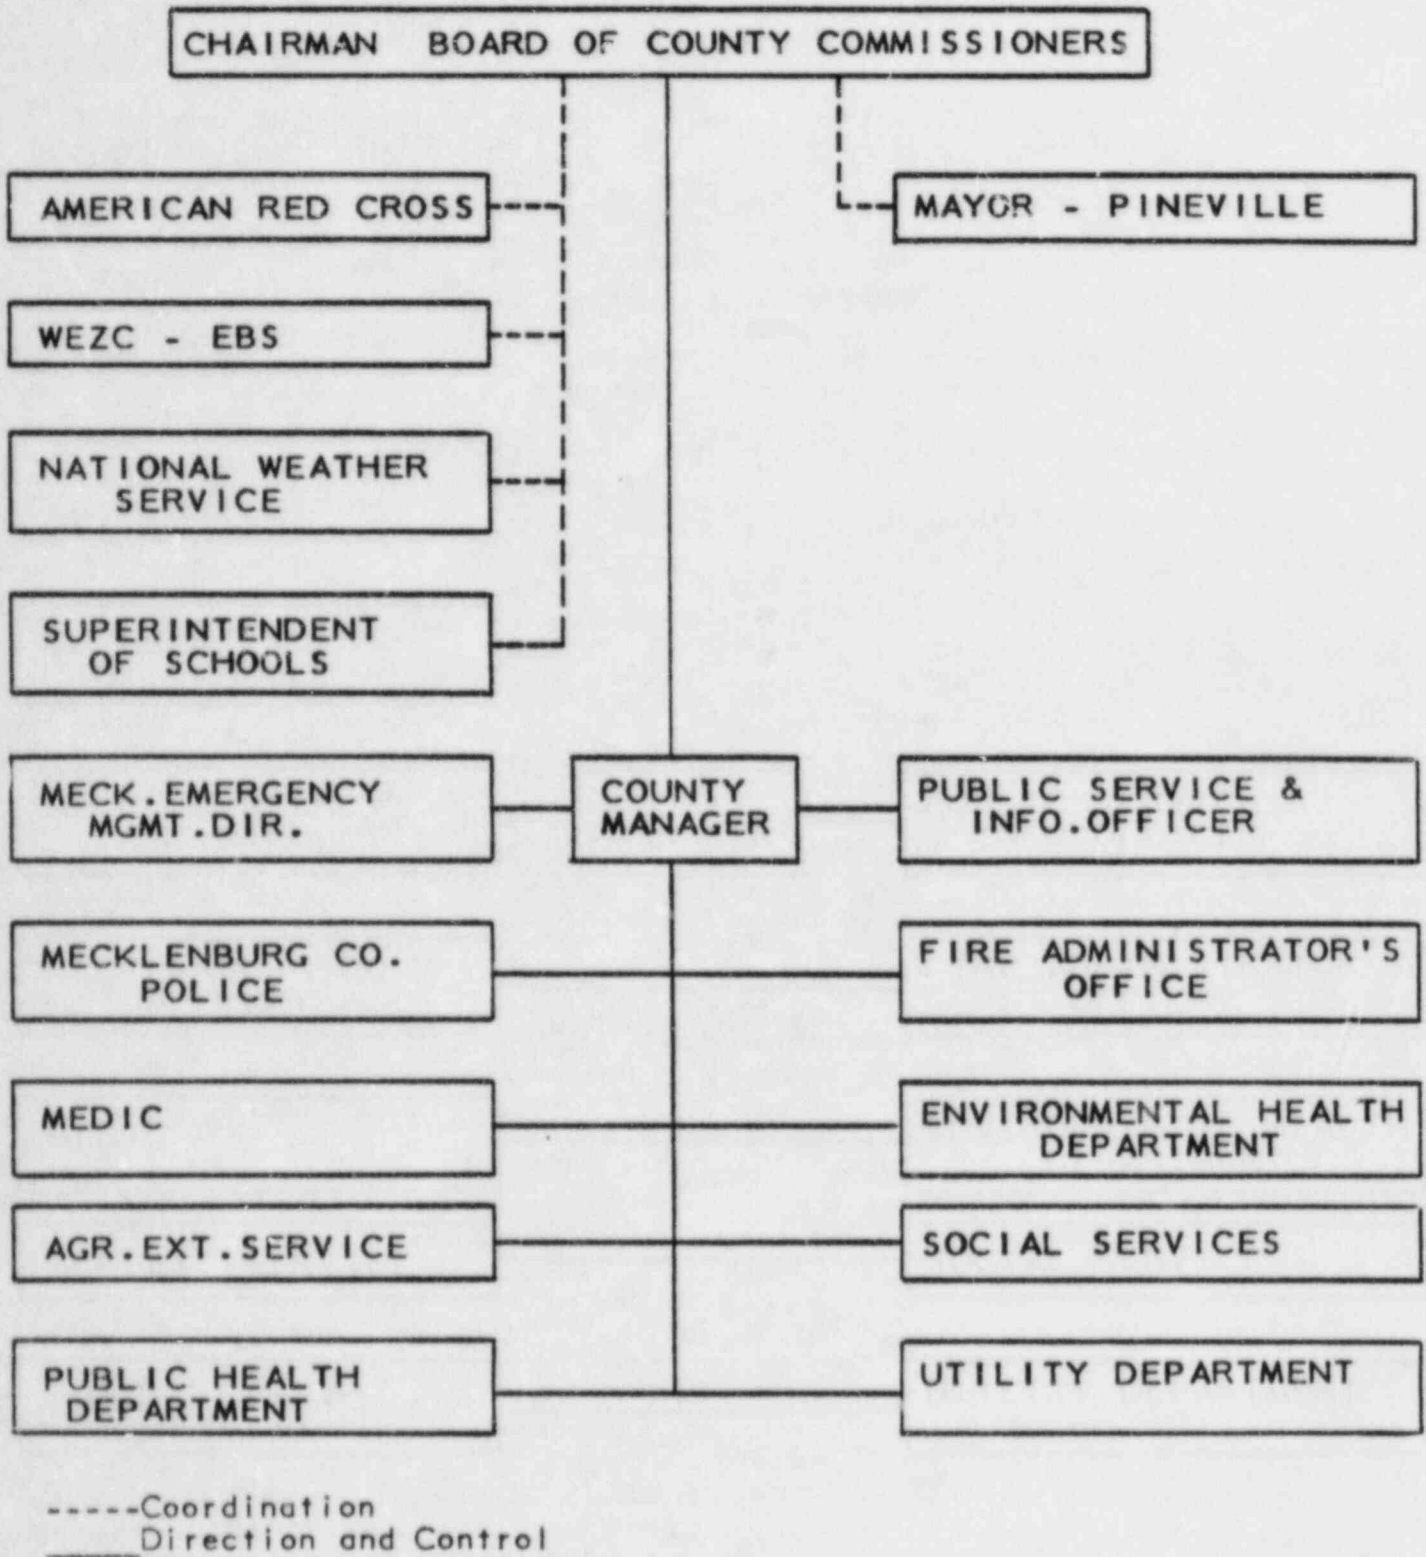 CHAIRMAN BOARD OF COUNTY COMMISSIONERS
AMERICAN RED CROSS
MAYOR - PINEVILLE
WEZC - EBS
NATIONAL WEATHER
SERVICE
SUPERINTENDENT
OF SCHOOLS
MECK.EMERGENCY
MGMT.DIR.
COUNTY
MANAGER
PUBLIC SERVICE &
INFO.OFFICER
MECKLENBURG CO.
POLICE
FIRE ADMINISTRATOR'S
OFFICE
MEDIC
ENVIRONMENTAL HEALTH
DEPARTMENT
AGR.EXT.SERVICE
SOCIAL SERVICES
PUBLIC HEALTH
DEPARTMENT
UTILITY DEPARTMENT
-----Coordination
_____Direction and Control